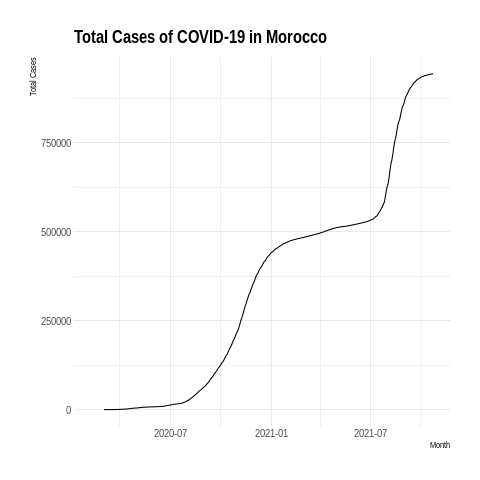 Total Cases of COVID-19 in Morocco
Total Cases
750000
500000
250000
0
2020-07 2021-01 2021-07
Month